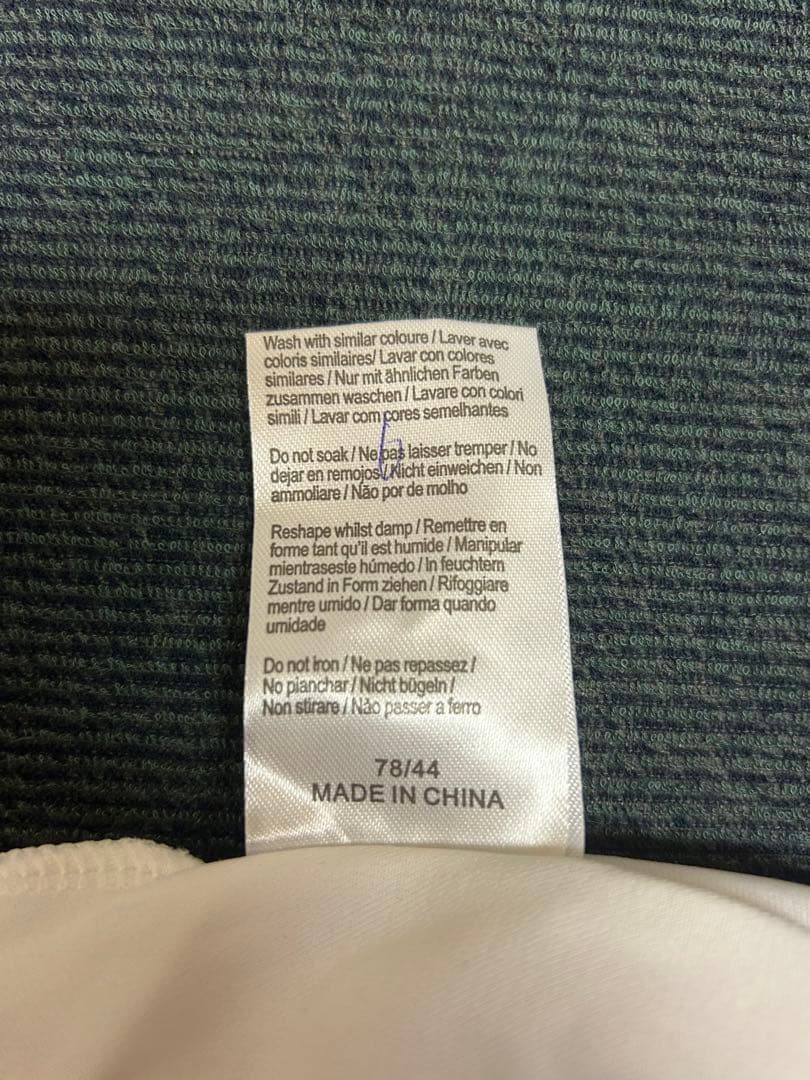 Wash with similar coloure / Laver avec
coloris similaires/ Lavar con colores
similares / Nur mit ähnlichen Farben
zusammen waschen / Lavare con colori
simili / Lavar com cores semelhantes
Do not soak / Ne pas laisser tremper / No
dejar en remojos / Nicht einweichen / Non
ammoliare / Não por de molho
Reshape whilst damp / Remettre en
forme tant qu'il est humide / Manipular
mientraseste húmedo / In feuchtem
Zustand in Form ziehen / Rifoggiare
mentre umido / Dar forma quando
umidade
Do not iron / Ne pas repassez /
No planchar / Nicht bügeln /
Non stirare / Não passer a ferro
78/44
MADE IN CHINA